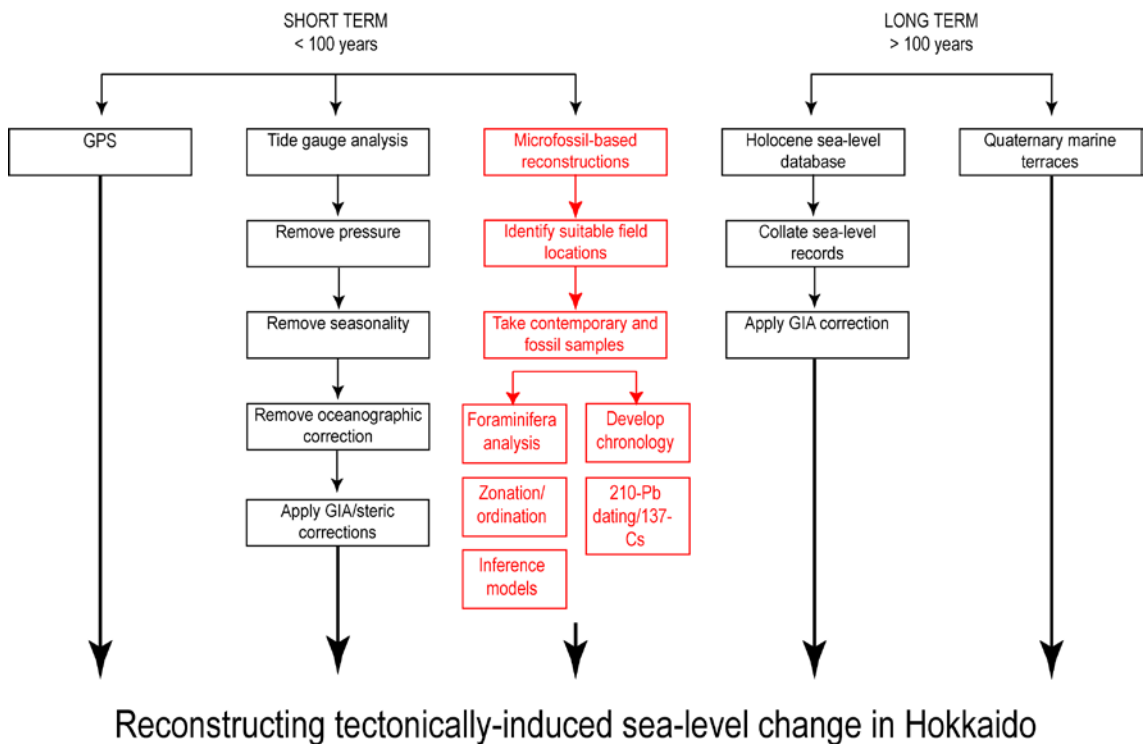 SHORT TERM
< 100 years
LONG TERM
> 100 years
GPS
Tide gauge analysis
Remove pressure
Remove seasonality
Remove oceanographic
correction
Apply GIA/steric
corrections
Microfossil-based
reconstructions
Identify suitable field
locations
Take contemporary and
fossil samples
Foraminifera
analysis
Zonation/
ordination
Inference
models
Develop
chronology
210-Pb
dating/137-
Cs
Holocene sea-level
database
Collate sea-level
records
Apply GIA correction
Quaternary marine
terraces
Reconstructing tectonically-induced sea-level change in Hokkaido